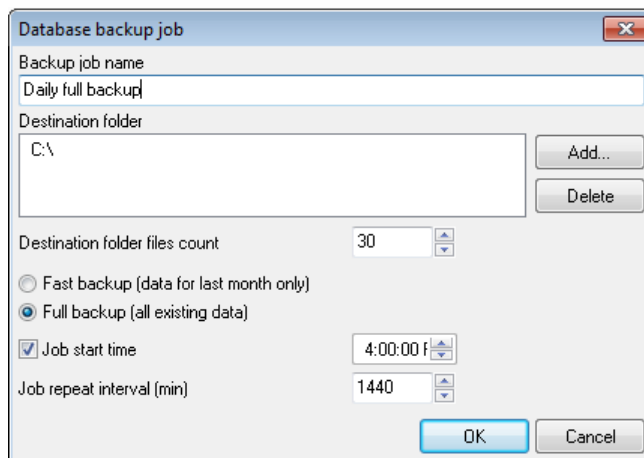 Database backup job
Backup job name
Daily full backup
Destination folder
C:\
Add...
Delete
Destination folder files count
30
Fast backup (data for last month only)
Full backup (all existing data)
Job start time
4:00:00
Job repeat interval (min)
1440
OK
Cancel